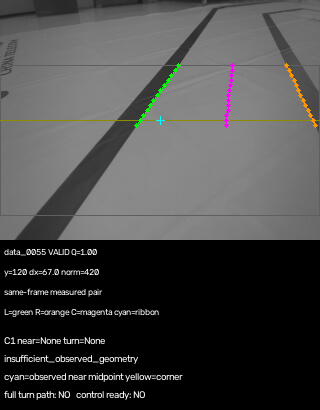 CHINA TELECOM
data_0055 VALID Q=1.00
y=120 dx=67.0 norm=420
same-frame measured pair
L=green R=orange C=magenta cyan=ribbon
C1 near=None turn=None
insufficient_observed_geometry
cyan=observed near midpoint yellow=corner
full turn path: NO control ready: NO